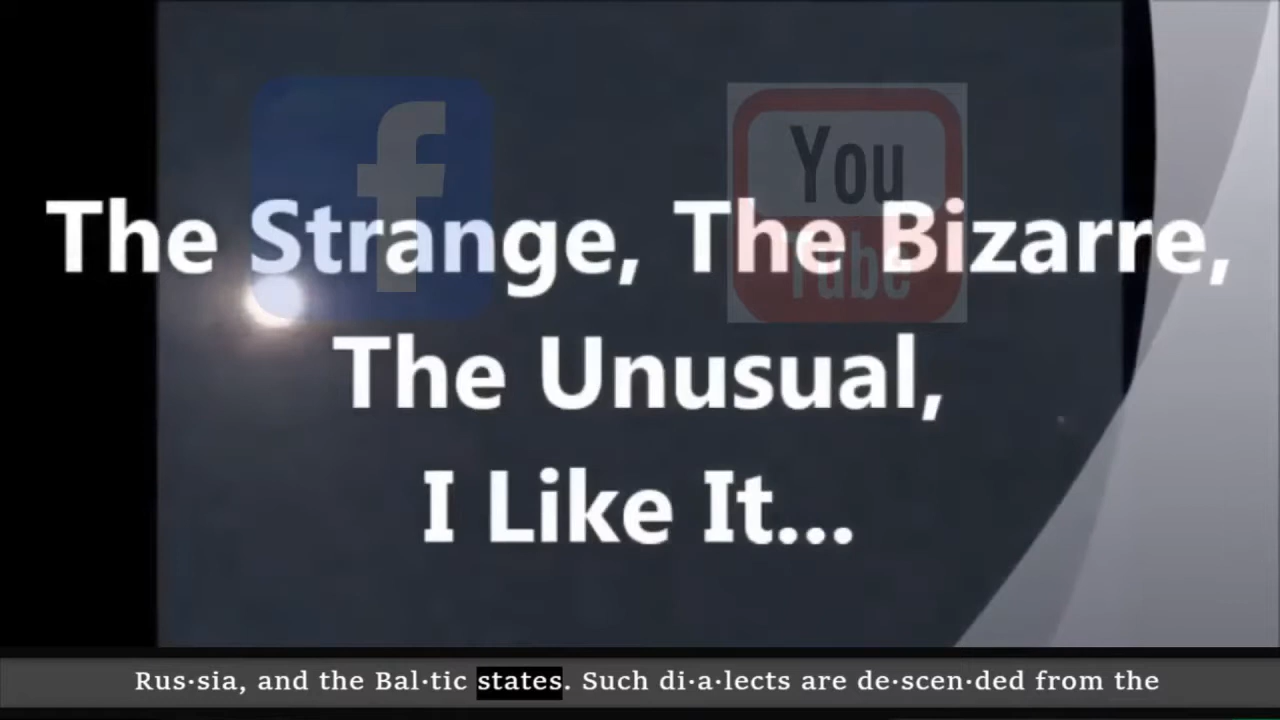 f
You
Tube
The Strange, The Bizarre,
The Unusual,
I Like It...
Rus·sia, and the Bal·tic states. Such di·a·lects are de·scen·ded from the